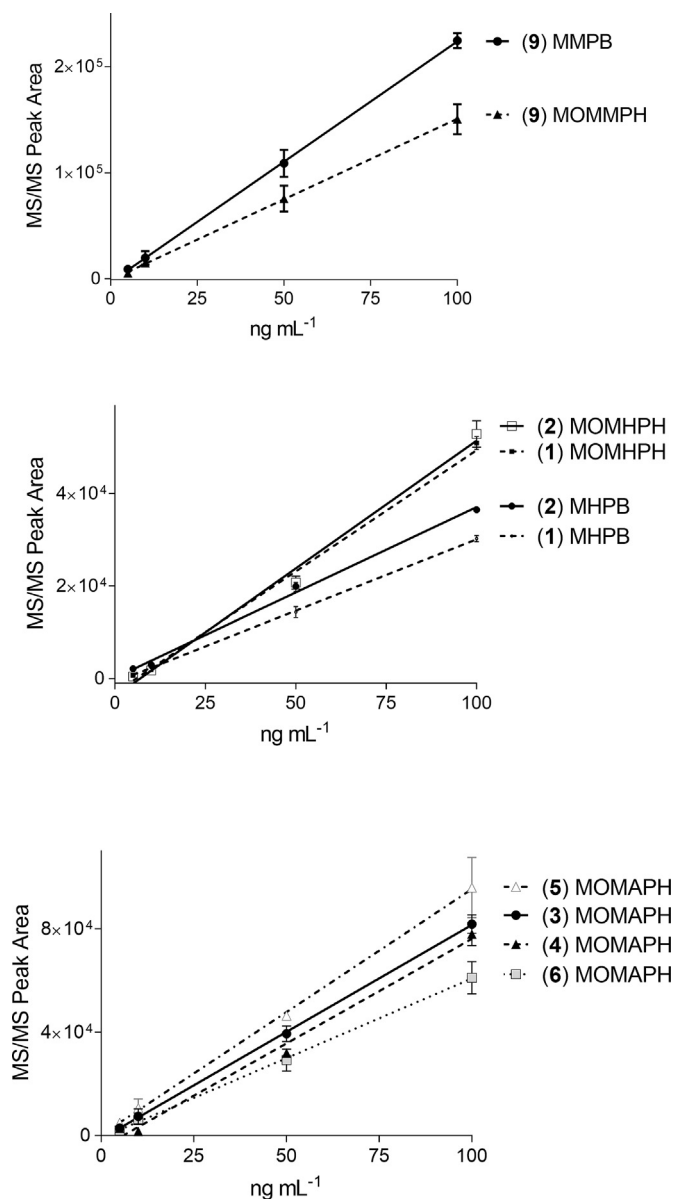 MS/MS Peak Area
2×10⁵
1×10⁵
0
0 25 50 75 100
ng mL⁻¹
(9) MMPB
(9) MOMMPH
MS/MS Peak Area
4×10⁴
2×10⁴
0
0 25 50 75 100
ng mL⁻¹
(2) MOMHPH
(1) MOMHPH
(2) MHPB
(1) MHPB
MS/MS Peak Area
8×10⁴
4×10⁴
0
0 25 50 75 100
ng mL⁻¹
(5) MOMAPH
(3) MOMAPH
(4) MOMAPH
(6) MOMAPH